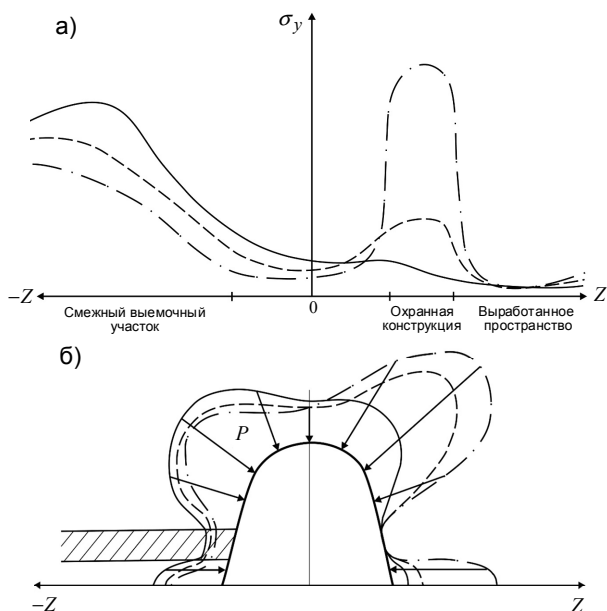 а)
σy
−Z
Смежный выемочный
участок
0
Охранная
конструкция
Выработанное
пространство
Z
б)
P
−Z
Z